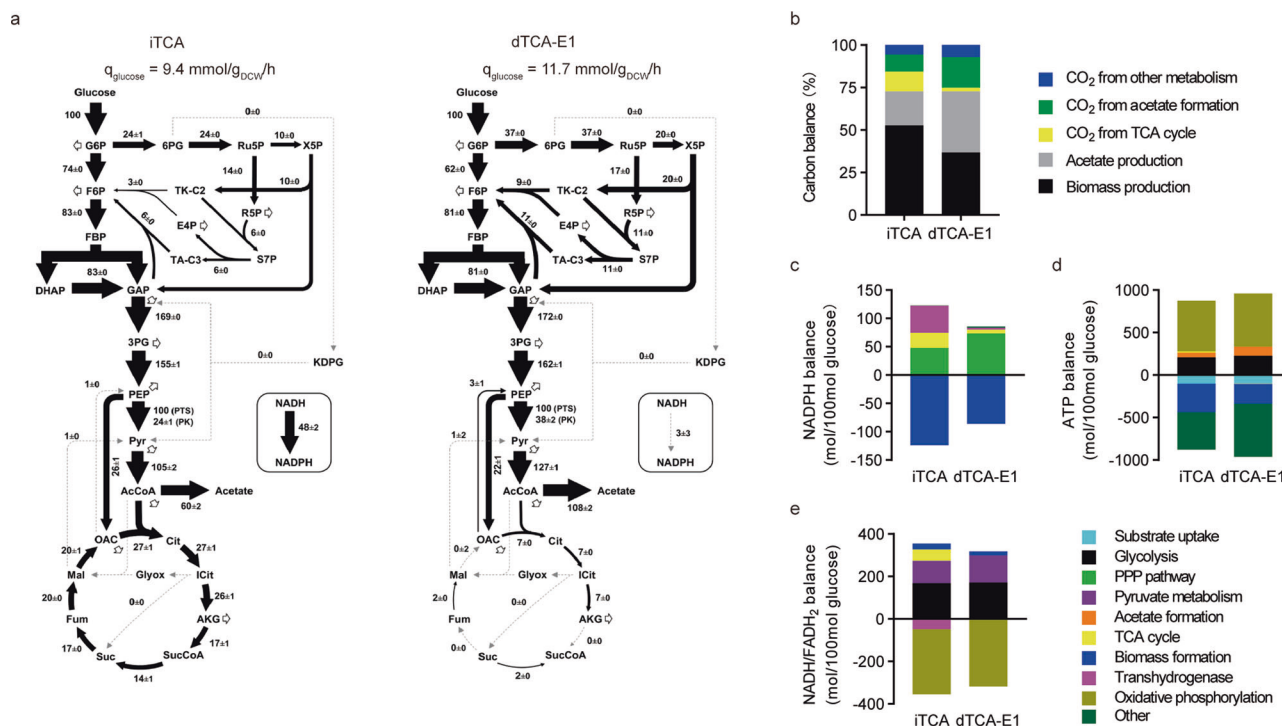 a
iTCA
q glucose = 9.4 mmol/g DCW/h
Glucose
100
0±0
G6P
24±1
6PG
24±0
Ru5P
10±0
X5P
74±0
14±0
10±0
F6P
3±0
TK-C2
83±0
6±0
E4P
R5P
6±0
FBP
TA-C3
6±0
S7P
83±0
DHAP
GAP
169±0
3PG
0±0
KDPG
155±1
1±0
PEP
100 (PTS)
24±1 (PK)
NADH
48±2
NADPH
1±0
Pyr
26±1
105±2
AcCoA
Acetate
60±2
OAC
27±1
Cit
20±1
27±1
Mal
Glyox
ICit
20±0
0±0
26±1
Fum
AKG
17±0
17±1
Suc
SucCoA
14±1
dTCA-E1
q glucose = 11.7 mmol/g DCW/h
Glucose
100
0±0
G6P
37±0
6PG
37±0
Ru5P
20±0
X5P
62±0
17±0
20±0
F6P
9±0
TK-C2
81±0
11±0
E4P
R5P
11±0
FBP
TA-C3
11±0
S7P
81±0
DHAP
GAP
172±0
3PG
0±0
KDPG
162±1
3±1
PEP
100 (PTS)
38±2 (PK)
NADH
3±3
NADPH
1±2
Pyr
22±1
127±1
AcCoA
Acetate
108±2
OAC
7±0
Cit
0±2
7±0
Mal
Glyox
ICit
2±0
0±0
7±0
Fum
AKG
0±0
0±0
Suc
SucCoA
2±0
b
Carbon balance (%)
100
75
50
25
0
iTCA
dTCA-E1
CO2 from other metabolism
CO2 from acetate formation
CO2 from TCA cycle
Acetate production
Biomass production
c
NADPH balance
(mol/100mol glucose)
150
100
50
0
-50
-100
-150
iTCA dTCA-E1
d
ATP balance
(mol/100mol glucose)
1000
500
0
-500
-1000
iTCA dTCA-E1
e
NADH/FADH2 balance
(mol/100mol glucose)
400
200
0
-200
-400
iTCA dTCA-E1
Substrate uptake
Glycolysis
PPP pathway
Pyruvate metabolism
Acetate formation
TCA cycle
Biomass formation
Transhydrogenase
Oxidative phosphorylation
Other